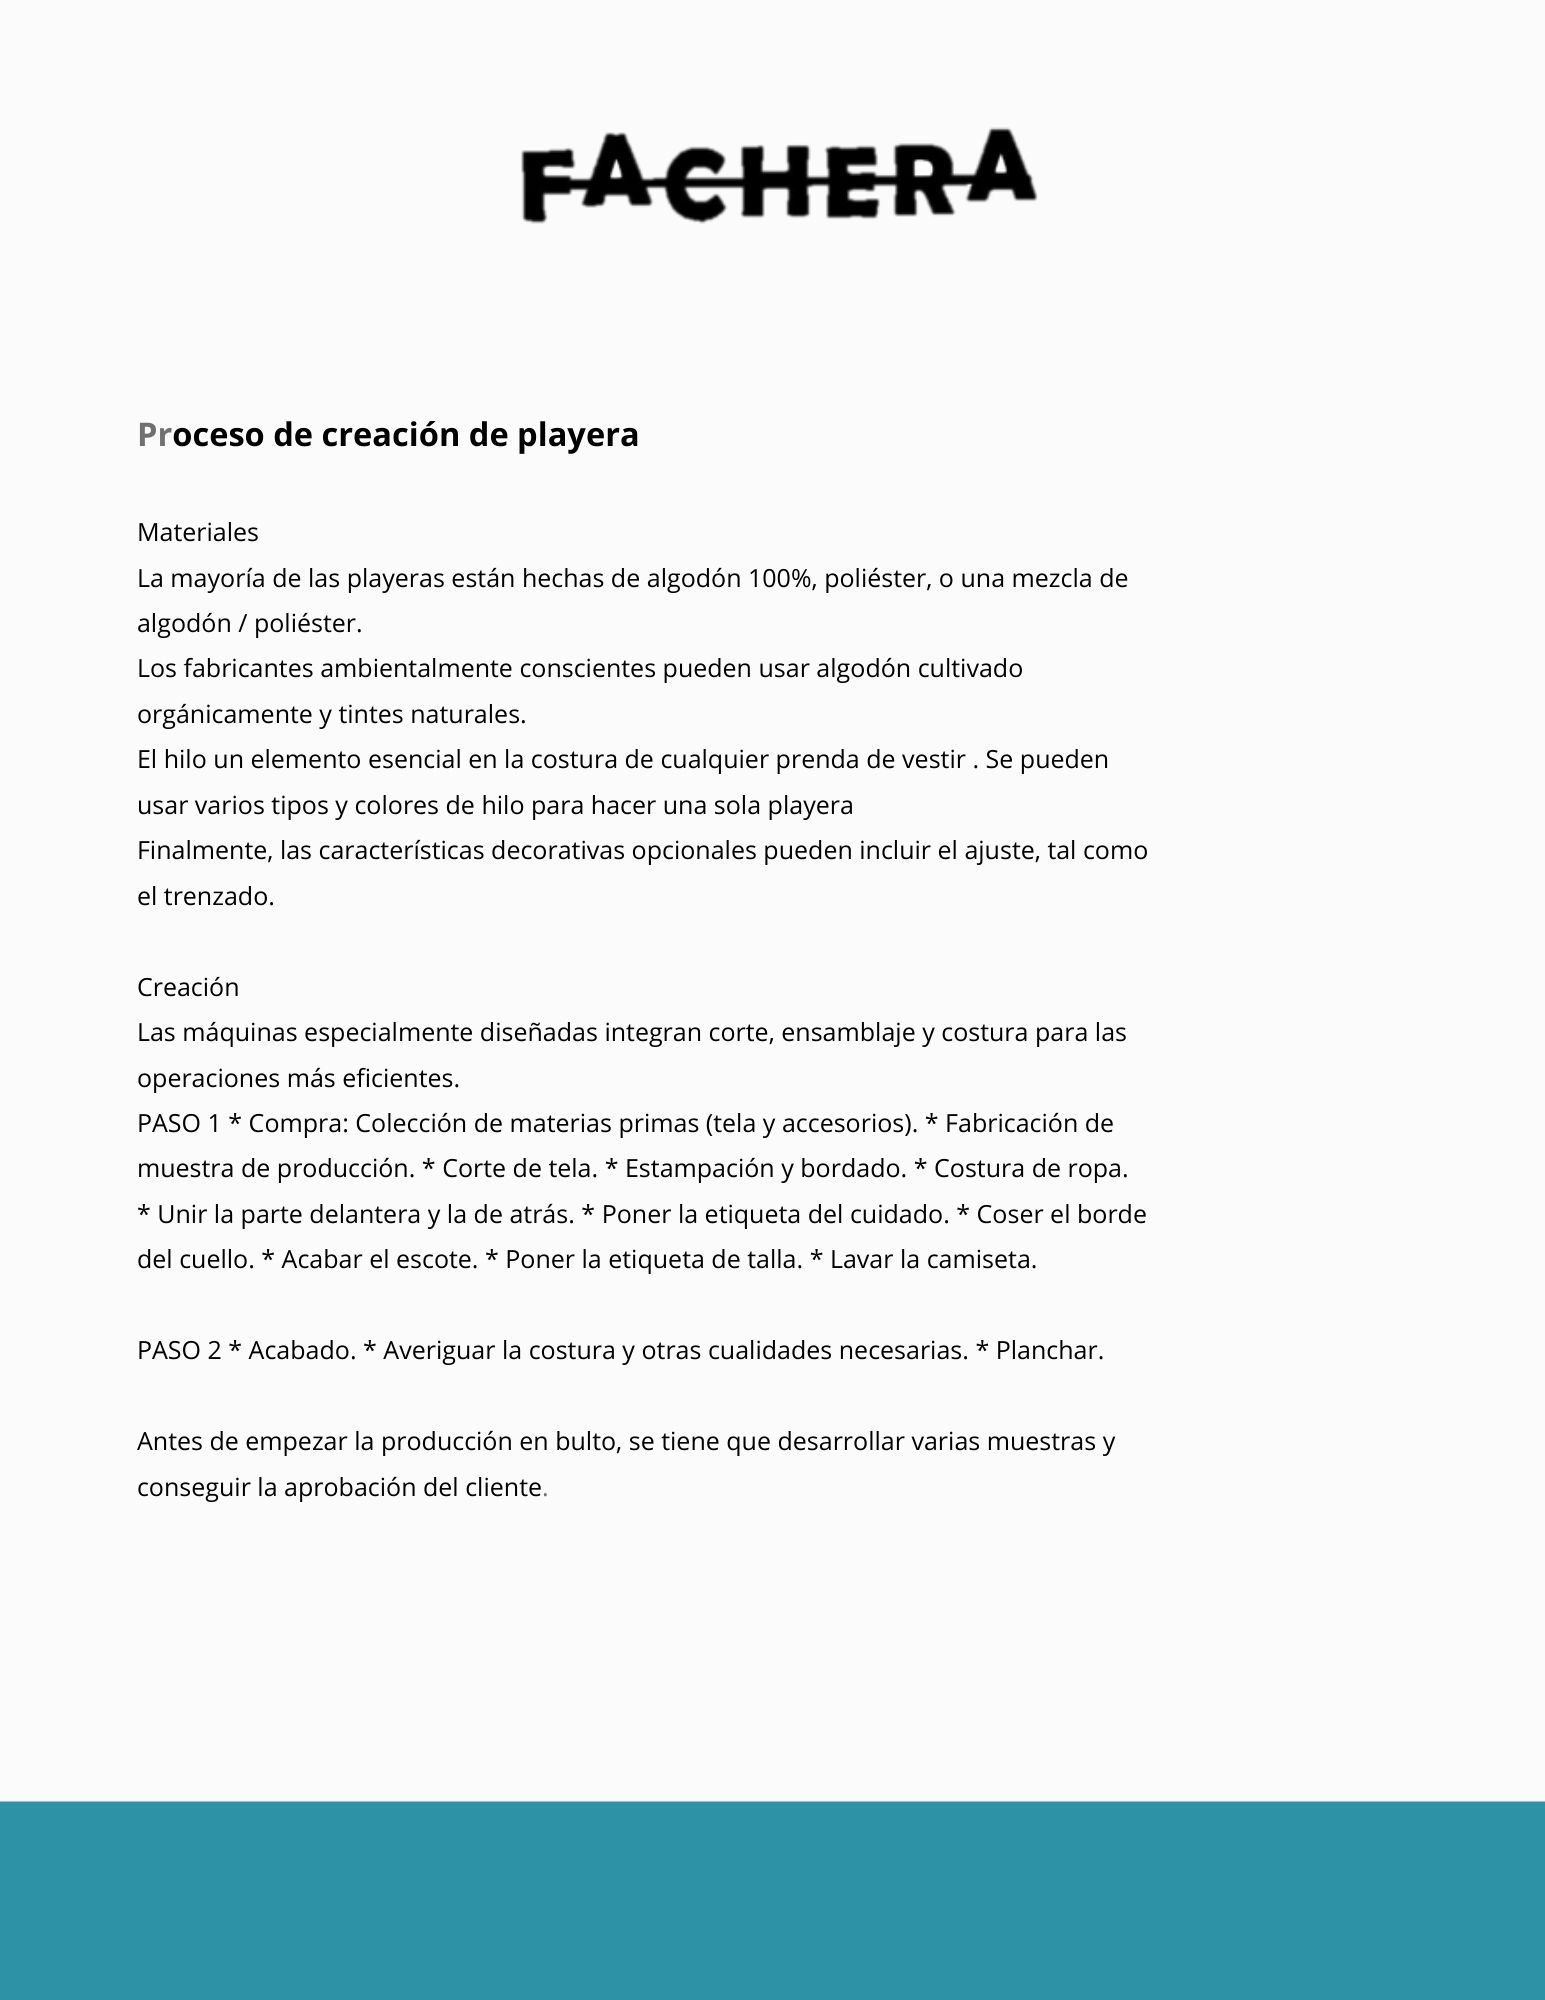 FACHERA
Proceso de creación de playera
Materiales
La mayoría de las playeras están hechas de algodón 100%, poliéster, o una mezcla de
algodón / poliéster.
Los fabricantes ambientalmente conscientes pueden usar algodón cultivado
orgánicamente y tintes naturales.
El hilo un elemento esencial en la costura de cualquier prenda de vestir . Se pueden
usar varios tipos y colores de hilo para hacer una sola playera
Finalmente, las características decorativas opcionales pueden incluir el ajuste, tal como
el trenzado.
Creación
Las máquinas especialmente diseñadas integran corte, ensamblaje y costura para las
operaciones más eficientes.
PASO 1 * Compra: Colección de materias primas (tela y accesorios). * Fabricación de
muestra de producción. * Corte de tela. * Estampación y bordado. * Costura de ropa.
* Unir la parte delantera y la de atrás. * Poner la etiqueta del cuidado. * Coser el borde
del cuello. * Acabar el escote. * Poner la etiqueta de talla. * Lavar la camiseta.
PASO 2 * Acabado. * Averiguar la costura y otras cualidades necesarias. * Planchar.
Antes de empezar la producción en bulto, se tiene que desarrollar varias muestras y
conseguir la aprobación del cliente.